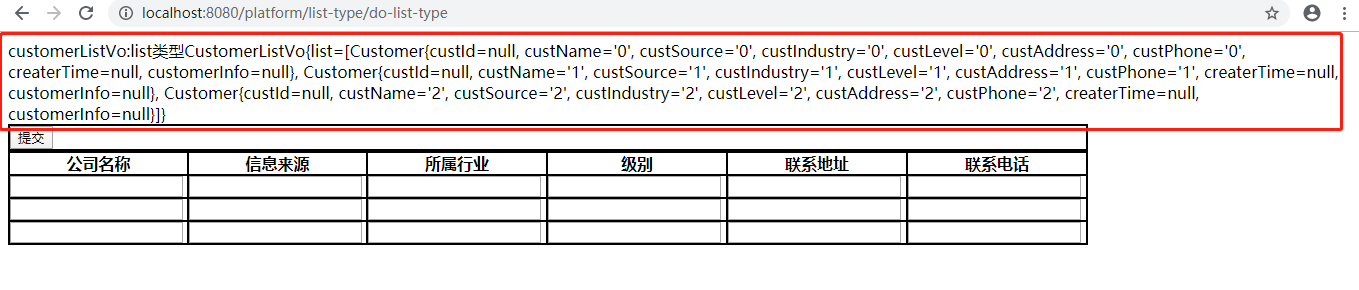 localhost:8080/platform/list-type/do-list-type
customerListVo:list类型CustomerListVo{list=[Customer{custId=null, custName='0', custSource='0', custIndustry='0', custLevel='0', custAddress='0', custPhone='0',
createrTime=null, customerInfo=null}, Customer{custId=null, custName='1', custSource='1', custIndustry='1', custLevel='1', custAddress='1', custPhone='1', createrTime=null,
customerInfo=null}, Customer{custId=null, custName='2', custSource='2', custIndustry='2', custLevel='2', custAddress='2', custPhone='2', createrTime=null,
customerInfo=null}]}
提交
公司名称 信息来源 所属行业 级别 联系地址 联系电话